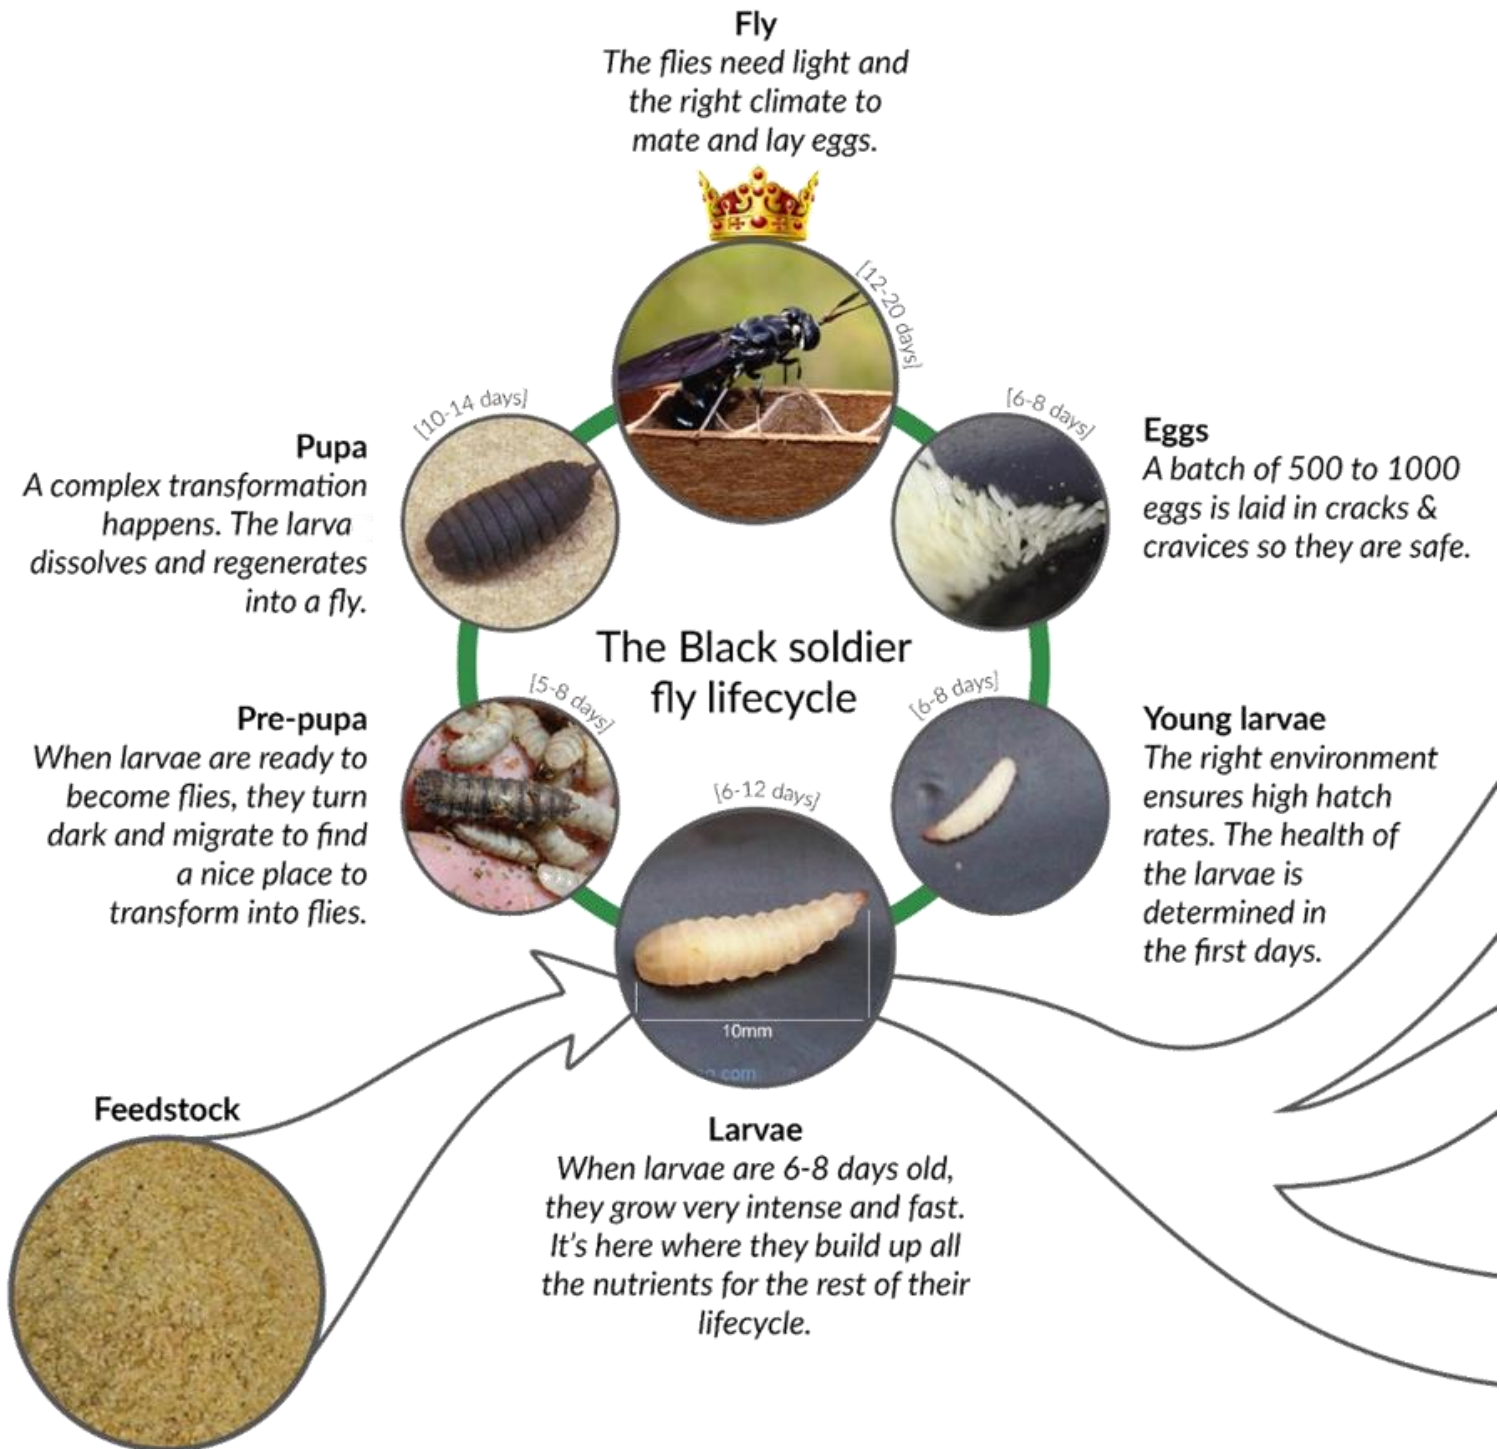 Fly
The flies need light and
the right climate to
mate and lay eggs.
[12-20 days]
[10-14 days]
[6-8 days]
Pupa
A complex transformation
happens. The larva
dissolves and regenerates
into a fly.
Eggs
A batch of 500 to 1000
eggs is laid in cracks &
cravices so they are safe.
The Black soldier
fly lifecycle
[5-8 days]
[6-8 days]
Pre-pupa
When larvae are ready to
become flies, they turn
dark and migrate to find
a nice place to
transform into flies.
Young larvae
The right environment
ensures high hatch
rates. The health of
the larvae is
determined in
the first days.
[6-12 days]
10mm
.com
Feedstock
Larvae
When larvae are 6-8 days old,
they grow very intense and fast.
It's here where they build up all
the nutrients for the rest of their
lifecycle.